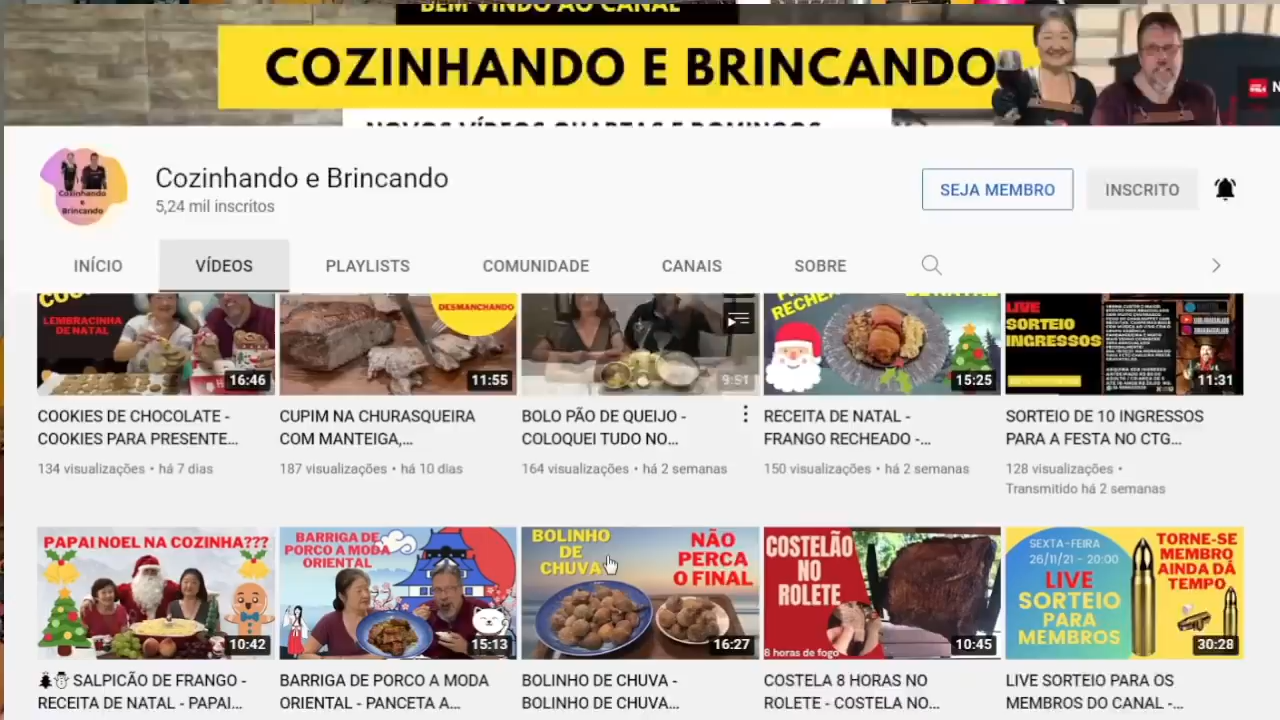 BEM VINDO AO CANAL
COZINHANDO E BRINCANDO
NOVOS VÍDEOS QUARTAS E DOMINGOS
Cozinhando
e
Brincando
Cozinhando e Brincando
5,24 mil inscritos
SEJA MEMBRO
INSCRITO
INÍCIO
VÍDEOS
PLAYLISTS
COMUNIDADE
CANAIS
SOBRE
LEMBRACINHA
DE NATAL
16:46
DESMANCHANDO
11:55
9:51
15:25
LIVE
SORTEIO
INGRESSOS
11:31
COOKIES DE CHOCOLATE -
COOKIES PARA PRESENTE...
134 visualizações • há 7 dias
CUPIM NA CHURASQUEIRA
COM MANTEIGA,...
187 visualizações • há 10 dias
BOLO PÃO DE QUEIJO -
COLOQUEI TUDO NO...
164 visualizações • há 2 semanas
RECEITA DE NATAL -
FRANGO RECHEADO -...
150 visualizações • há 2 semanas
SORTEIO DE 10 INGRESSOS
PARA A FESTA NO CTG...
128 visualizações •
Transmitido há 2 semanas
PAPAI NOEL NA COZINHA???
10:42
BARRIGA DE
PORCO A MODA
ORIENTAL
15:13
BOLINHO
DE
CHUVA
NÃO
PERCA
O FINAL
16:27
COSTELÃO
NO
ROLETE
8 horas de fogo
10:45
SEXTA-FEIRA
26/11/21 - 20:00
LIVE
SORTEIO
PARA
MEMBROS
TORNE-SE
MEMBRO
AINDA DÁ
TEMPO
30:28
SALPICÃO DE FRANGO -
RECEITA DE NATAL - PAPAI...
BARRIGA DE PORCO A MODA
ORIENTAL - PANCETA A...
BOLINHO DE CHUVA -
BOLINHO DE CHUVA...
COSTELA 8 HORAS NO
ROLETE - COSTELA NO...
LIVE SORTEIO PARA OS
MEMBROS DO CANAL -...